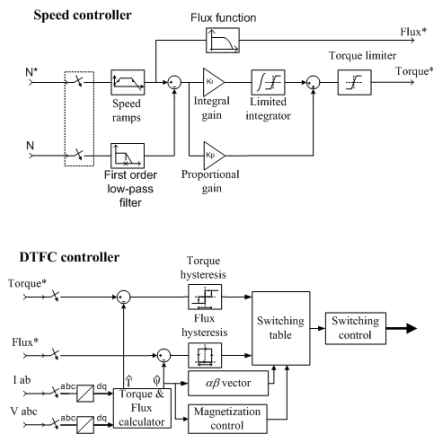 Speed controller
Flux function
Flux*
Torque limiter
N*
Ki
Torque*
Speed
ramps
Integral
gain
Limited
integrator
N
Kp
First order
low-pass
filter
Proportional
gain
DTFC controller
Torque
hysteresis
Torque*
Flux
hysteresis
Switching
table
Switching
control
Flux*
I ab
abc
dq
T̂
ψ̂
αβ vector
Torque &
Flux
calculator
Magnetization
control
V abc
abc
dq